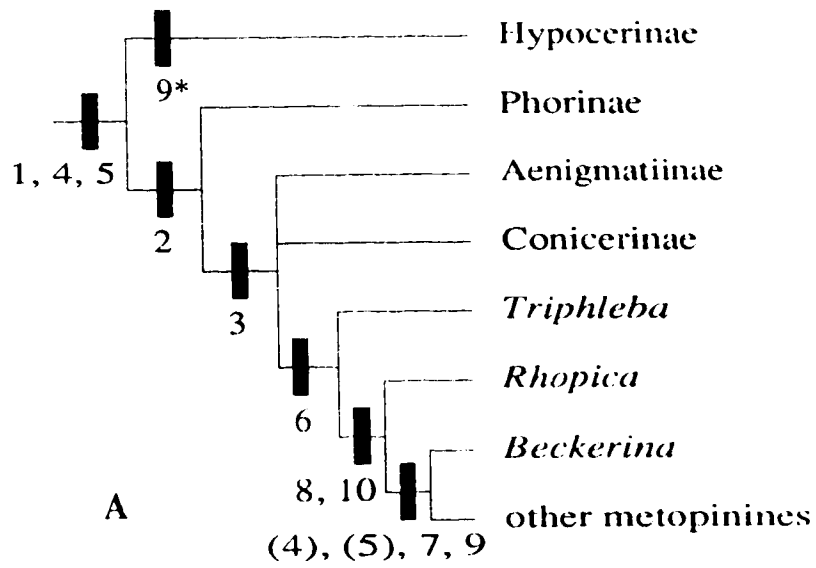 Hypocerinae
9*
Phorinae
1, 4, 5
Aenigmatiinae
2
Conicerinae
3
Triphleba
6
Rhopica
8, 10
Beckerina
A
other metopinines
(4), (5), 7, 9